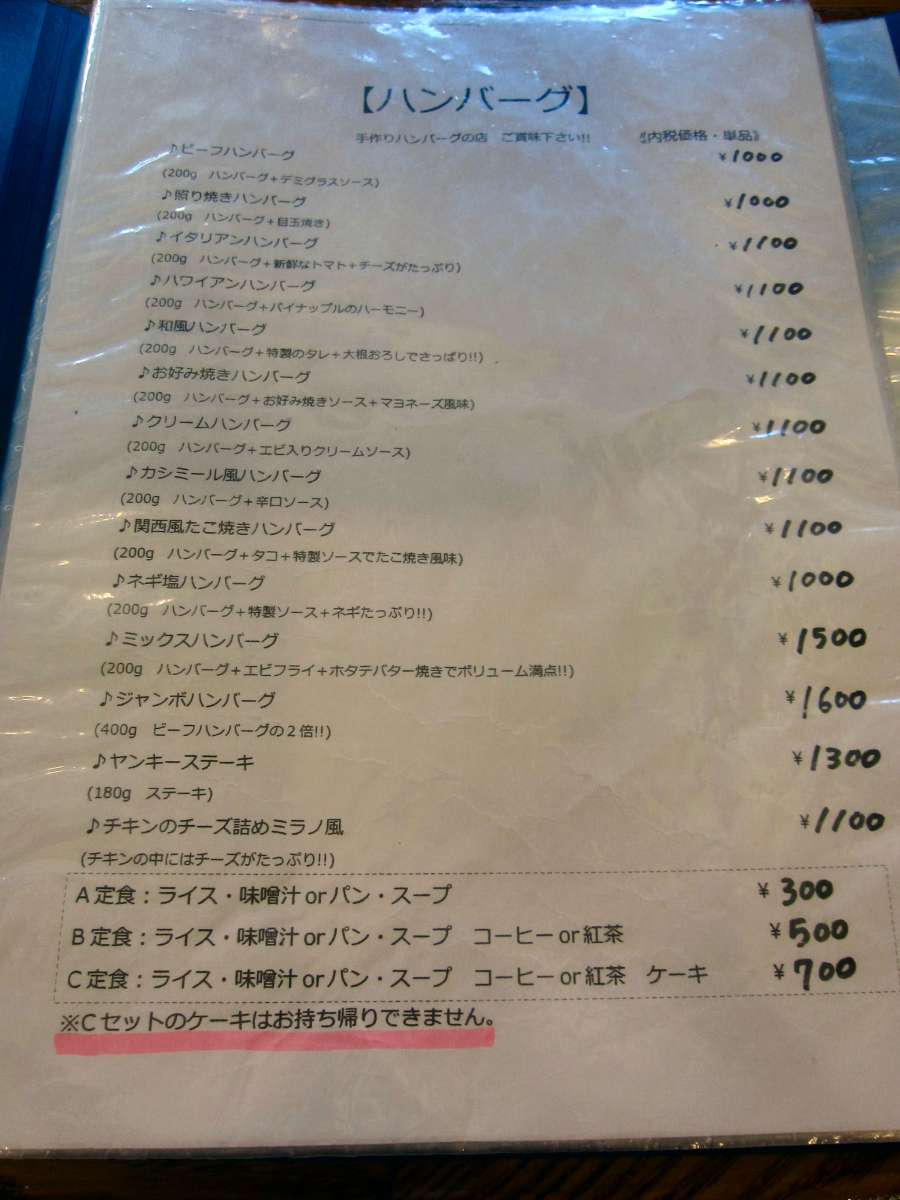 【ハンバーグ】
手作りハンバーグの店　ご賞味下さい!!　《内税価格・単品》
♪ビーフハンバーグ　¥1000
(200g　ハンバーグ＋デミグラスソース)
♪照り焼きハンバーグ　¥1000
(200g　ハンバーグ＋目玉焼き)
♪イタリアンハンバーグ　¥1100
(200g　ハンバーグ＋新鮮なトマト＋チーズがたっぷり)
♪ハワイアンハンバーグ　¥1100
(200g　ハンバーグ＋パイナップルのハーモニー)
♪和風ハンバーグ　¥1100
(200g　ハンバーグ＋特製のタレ＋大根おろしでさっぱり!!)
♪お好み焼きハンバーグ　¥1100
(200g　ハンバーグ＋お好み焼きソース＋マヨネーズ風味)
♪クリームハンバーグ　¥1100
(200g　ハンバーグ＋エビ入りクリームソース)
♪カシミール風ハンバーグ　¥1100
(200g　ハンバーグ＋辛口ソース)
♪関西風たこ焼きハンバーグ　¥1100
(200g　ハンバーグ＋タコ＋特製ソースでたこ焼き風味)
♪ネギ塩ハンバーグ　¥1000
(200g　ハンバーグ＋特製ソース＋ネギたっぷり!!)
♪ミックスハンバーグ　¥1500
(200g　ハンバーグ＋エビフライ＋ホタテバター焼きでボリューム満点!!)
♪ジャンボハンバーグ　¥1600
(400g　ビーフハンバーグの２倍!!)
♪ヤンキーステーキ　¥1300
(180g　ステーキ)
♪チキンのチーズ詰めミラノ風　¥1100
(チキンの中にはチーズがたっぷり!!)
A定食：ライス・味噌汁orパン・スープ　¥300
B定食：ライス・味噌汁orパン・スープ　コーヒーor紅茶　¥500
C定食：ライス・味噌汁orパン・スープ　コーヒーor紅茶　ケーキ　¥700
※Cセットのケーキはお持ち帰りできません。